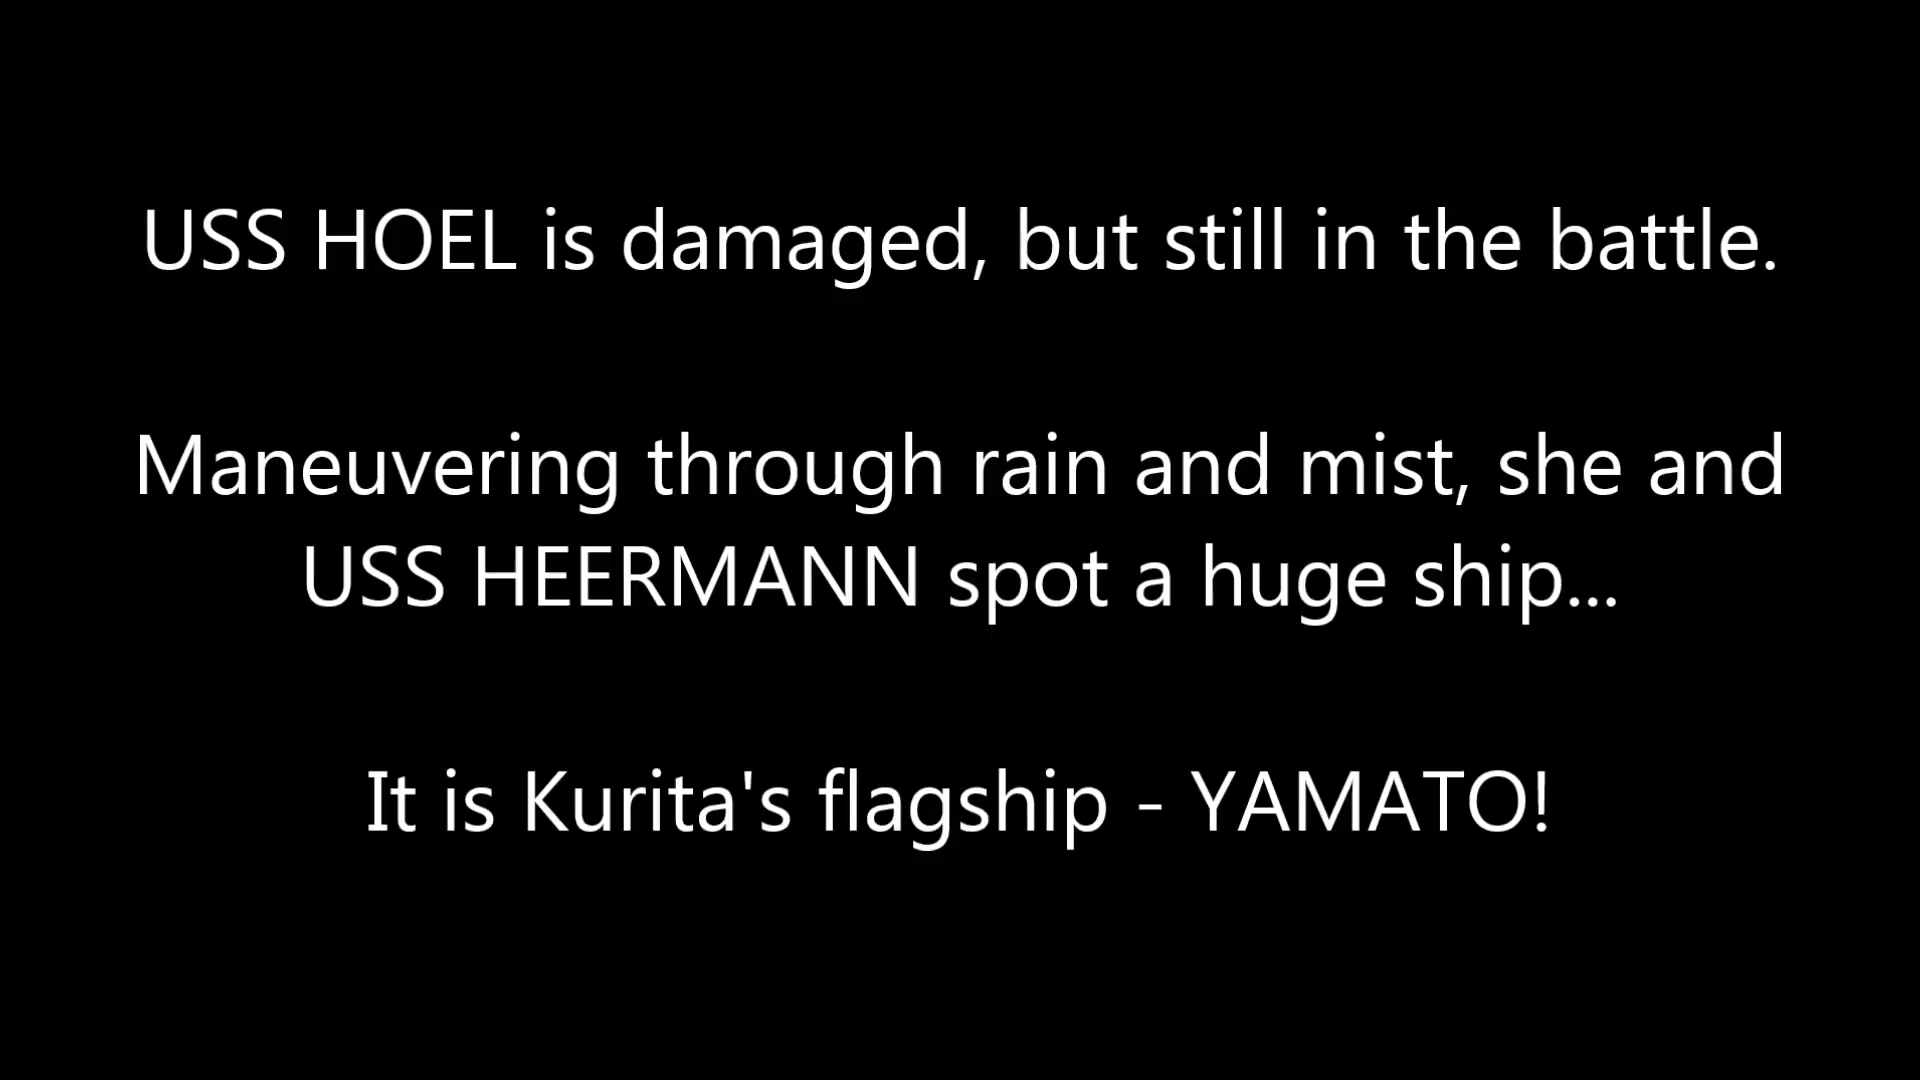 USS HOEL is damaged, but still in the battle.
Maneuvering through rain and mist, she and
USS HEERMANN spot a huge ship...
It is Kurita's flagship - YAMATO!